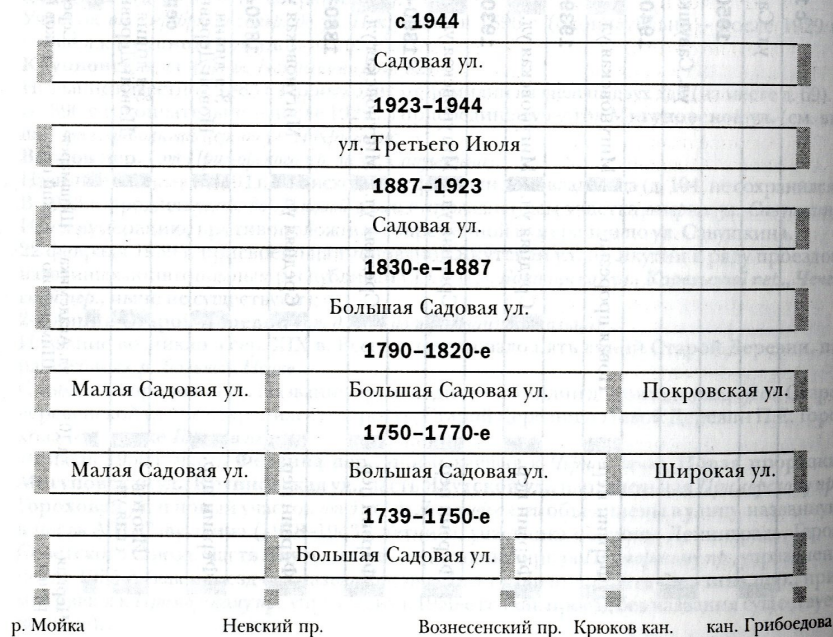 с 1944
Садовая ул.
1923–1944
ул. Третьего Июля
1887–1923
Садовая ул.
1830-е–1887
Большая Садовая ул.
1790–1820-е
Малая Садовая ул. Большая Садовая ул. Покровская ул.
1750–1770-е
Малая Садовая ул. Большая Садовая ул. Широкая ул.
1739–1750-е
Большая Садовая ул.
р. Мойка Невский пр. Вознесенский пр. Крюков кан. кан. Грибоедова